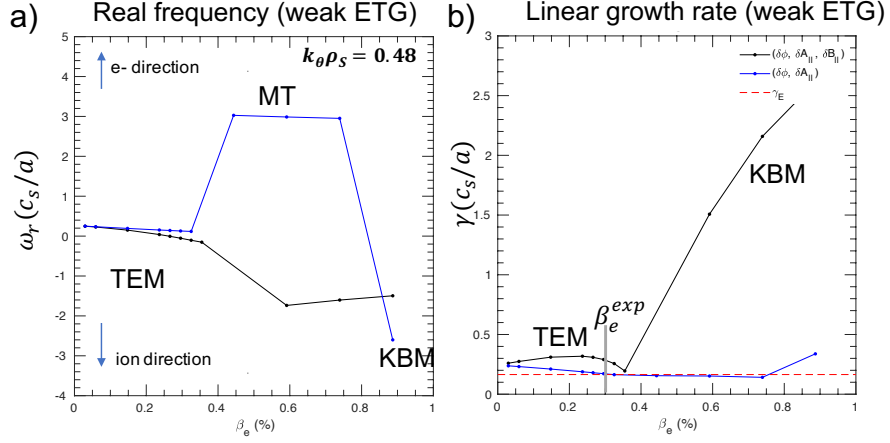 a)
Real frequency (weak ETG)
5
4
3
2
1
0
-1
-2
-3
-4
ω_r (c_s/a)
e- direction
k_θρ_S = 0.48
MT
TEM
ion direction
KBM
0
0.2
0.4
0.6
0.8
1
β_e (%)
b)
Linear growth rate (weak ETG)
3
2.5
2
1.5
1
0.5
0
γ(c_s/a)
(δϕ, δA_||, δB_||)
(δϕ, δA_||)
γ_E
KBM
β_e^{exp}
TEM
0
0.2
0.4
0.6
0.8
1
β_e (%)